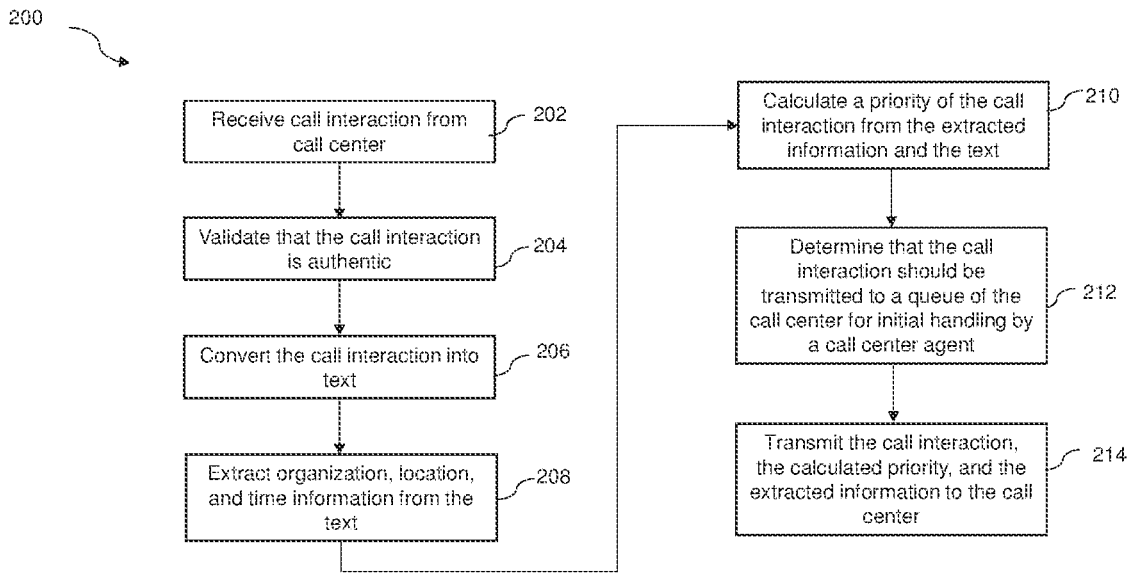 200
Receive call interaction from
call center
202
Validate that the call interaction
is authentic
204
Convert the call interaction into
text
206
Extract organization, location,
and time information from the
text
208
Calculate a priority of the call
interaction from the extracted
information and the text
210
Determine that the call
interaction should be
transmitted to a queue of the
call center for initial handling by
a call center agent
212
Transmit the call interaction,
the calculated priority, and the
extracted information to the call
center
214